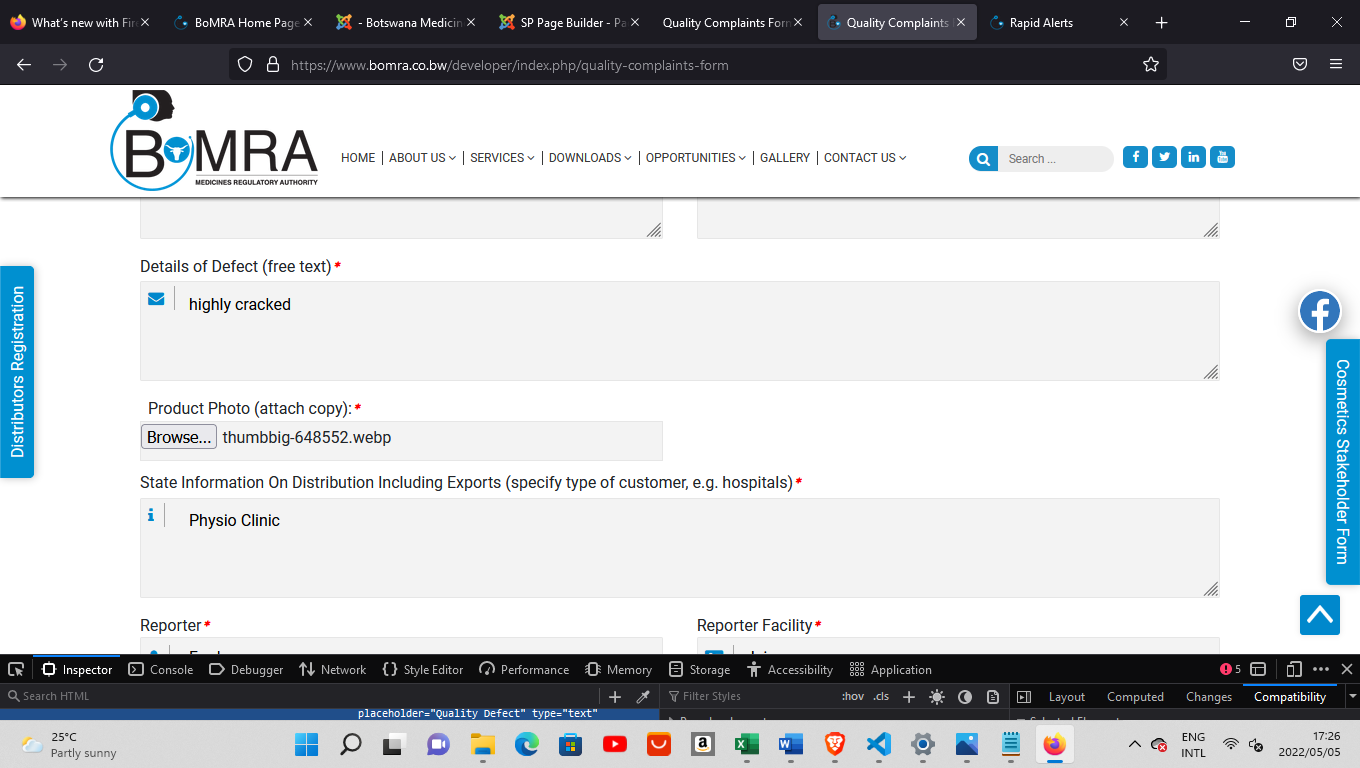 What's new with Fir
BoMRA Home Page
- Botswana Medicin
SP Page Builder - Pa
Quality Complaints Form
Quality Complaints
Rapid Alerts
https://www.bomra.co.bw/developer/index.php/quality-complaints-form
BOMRA
MEDICINES REGULATORY AUTHORITY
HOME
ABOUT US
SERVICES
DOWNLOADS
OPPORTUNITIES
GALLERY
CONTACT US
Search ...
Distributors Registration
Details of Defect (free text)*
highly cracked
Product Photo (attach copy):*
Browse... thumbbig-648552.webp
State Information On Distribution Including Exports (specify type of customer, e.g. hospitals)*
Physio Clinic
Cosmetics Stakeholder Form
Reporter*
Reporter Facility*
Inspector
Console
Debugger
Network
Style Editor
Performance
Memory
Storage
Accessibility
Application
5
Search HTML
Filter Styles
:hov
.cls
Layout
Computed
Changes
Compatibility
placeholder="Quality Defect" type="text"
25°C
Partly sunny
ENG
INTL
17:26
2022/05/05